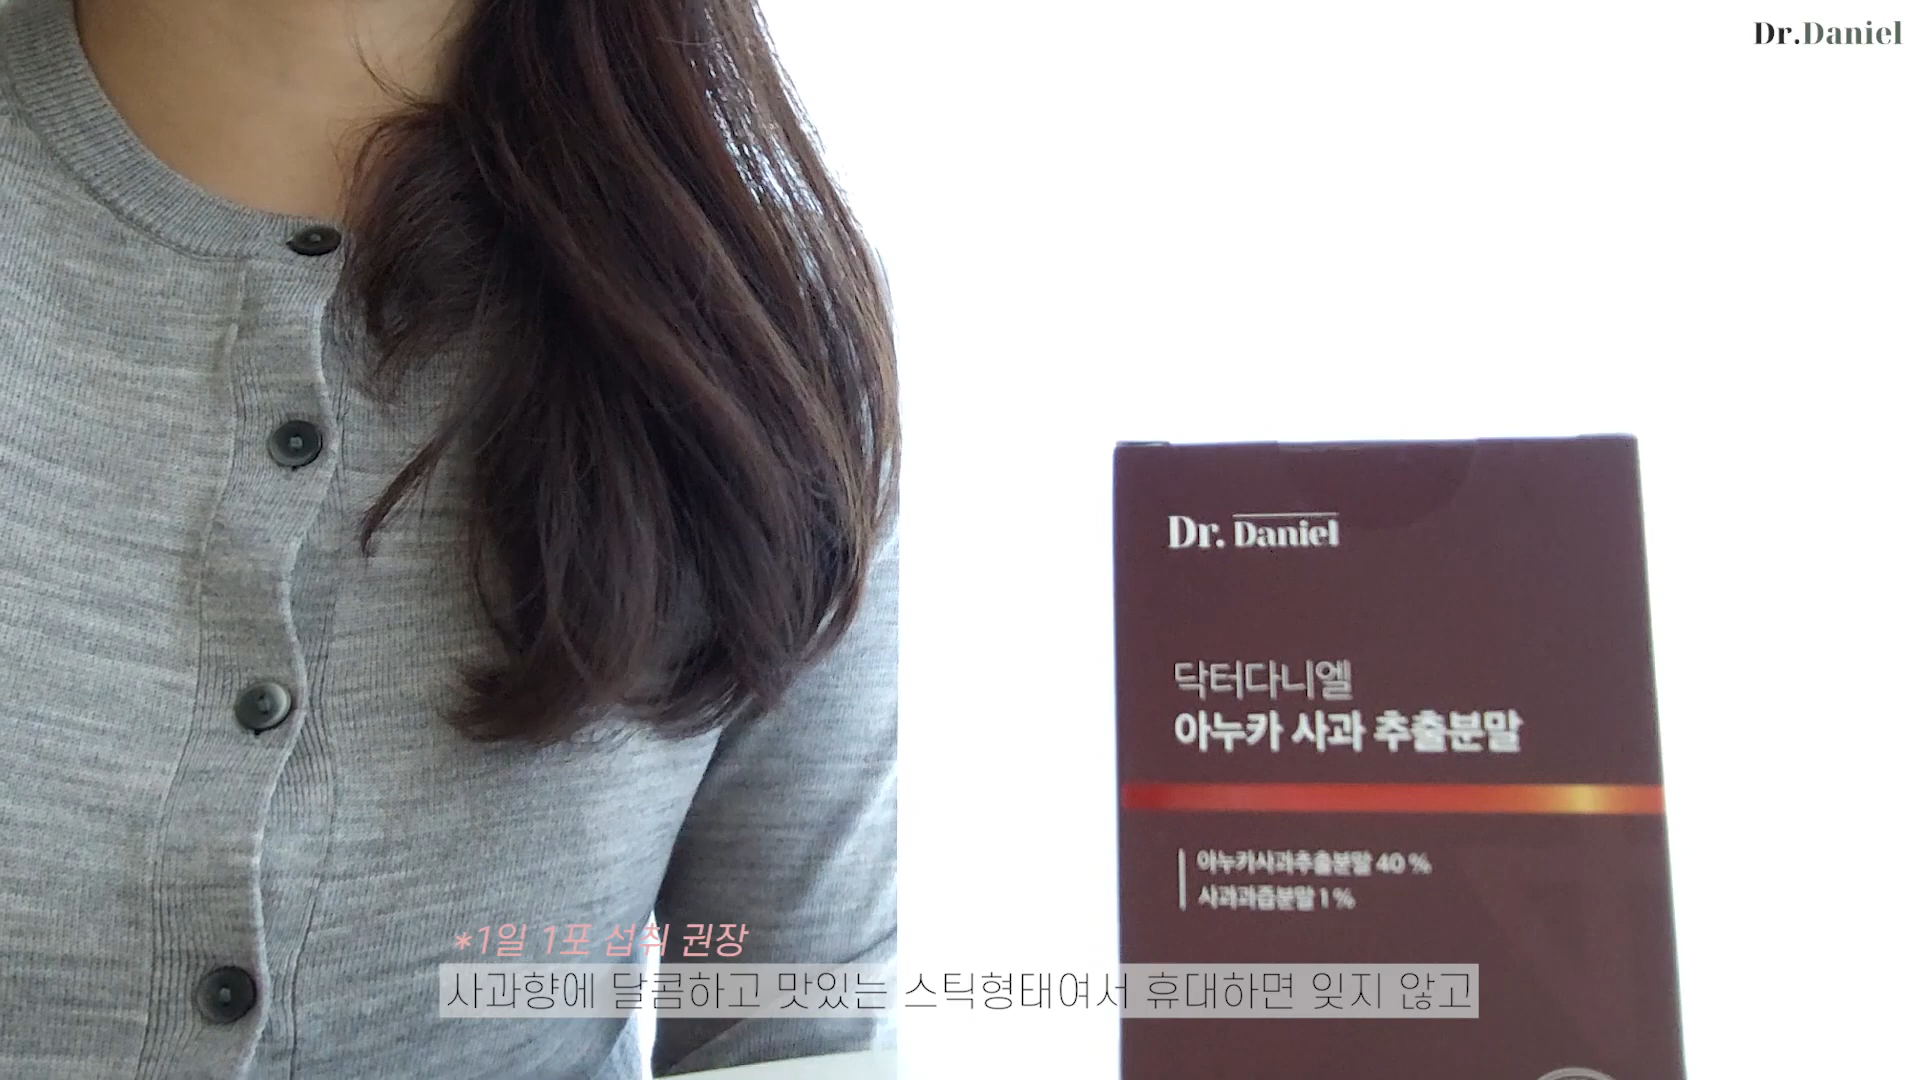 Dr.Daniel
Dr. Daniel
닥터다니엘
아누카 사과 추출분말
아누카사과추출분말 40 %
사과과즙분말 1 %
*1일 1포 섭취 권장
사과향에 달콤하고 맛있는 스틱형태여서 휴대하면 잊지 않고